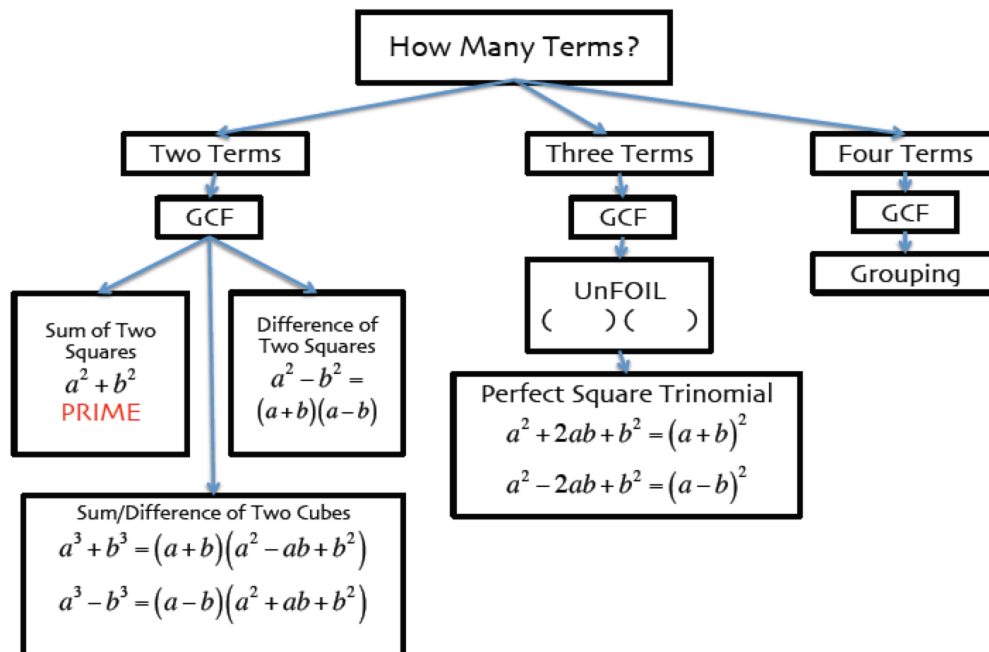 How Many Terms?
Two Terms
Three Terms
Four Terms
GCF
GCF
GCF
Sum of Two
Squares
a² + b²
PRIME
Difference of
Two Squares
a² − b² =
(a+b)(a−b)
UnFOIL
(      ) (      )
Grouping
Perfect Square Trinomial
a² + 2ab + b² = (a+b)²
a² − 2ab + b² = (a−b)²
Sum/Difference of Two Cubes
a³ + b³ = (a+b)(a² − ab + b²)
a³ − b³ = (a−b)(a² + ab + b²)